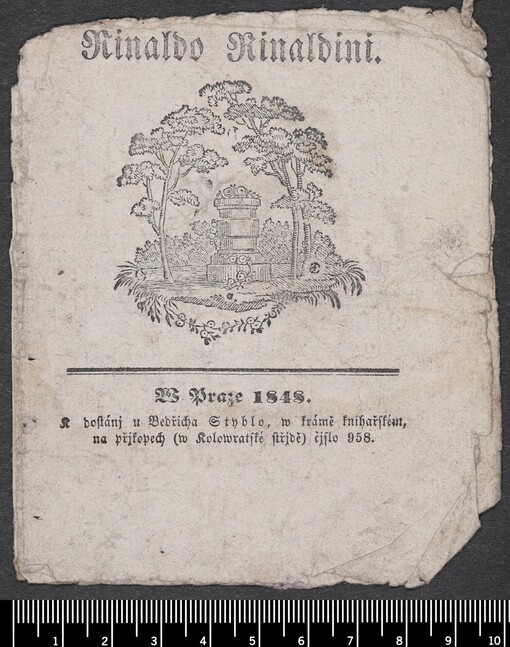 Rinaldo Rinaldini.
W Praze 1848.
K dostánj u Bedřicha Styblo, w krámě knihařském,
na přjkopech (w Kolowratské střjdě) čjslo 958.
1 2 3 4 5 6 7 8 9 10